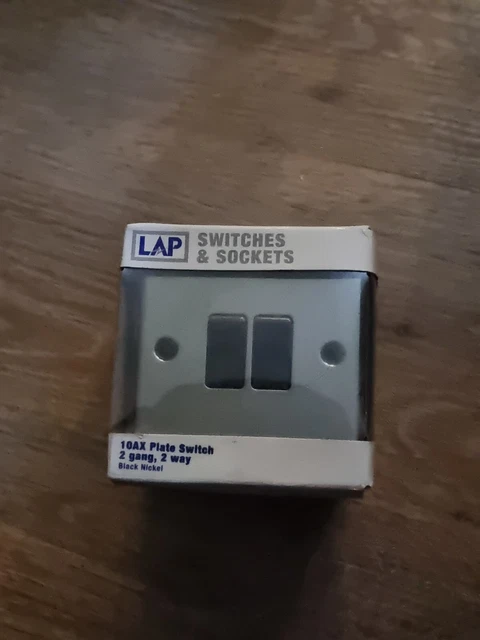 LAP
SWITCHES
& SOCKETS
10AX Plate Switch
2 gang, 2 way
Black Nickel